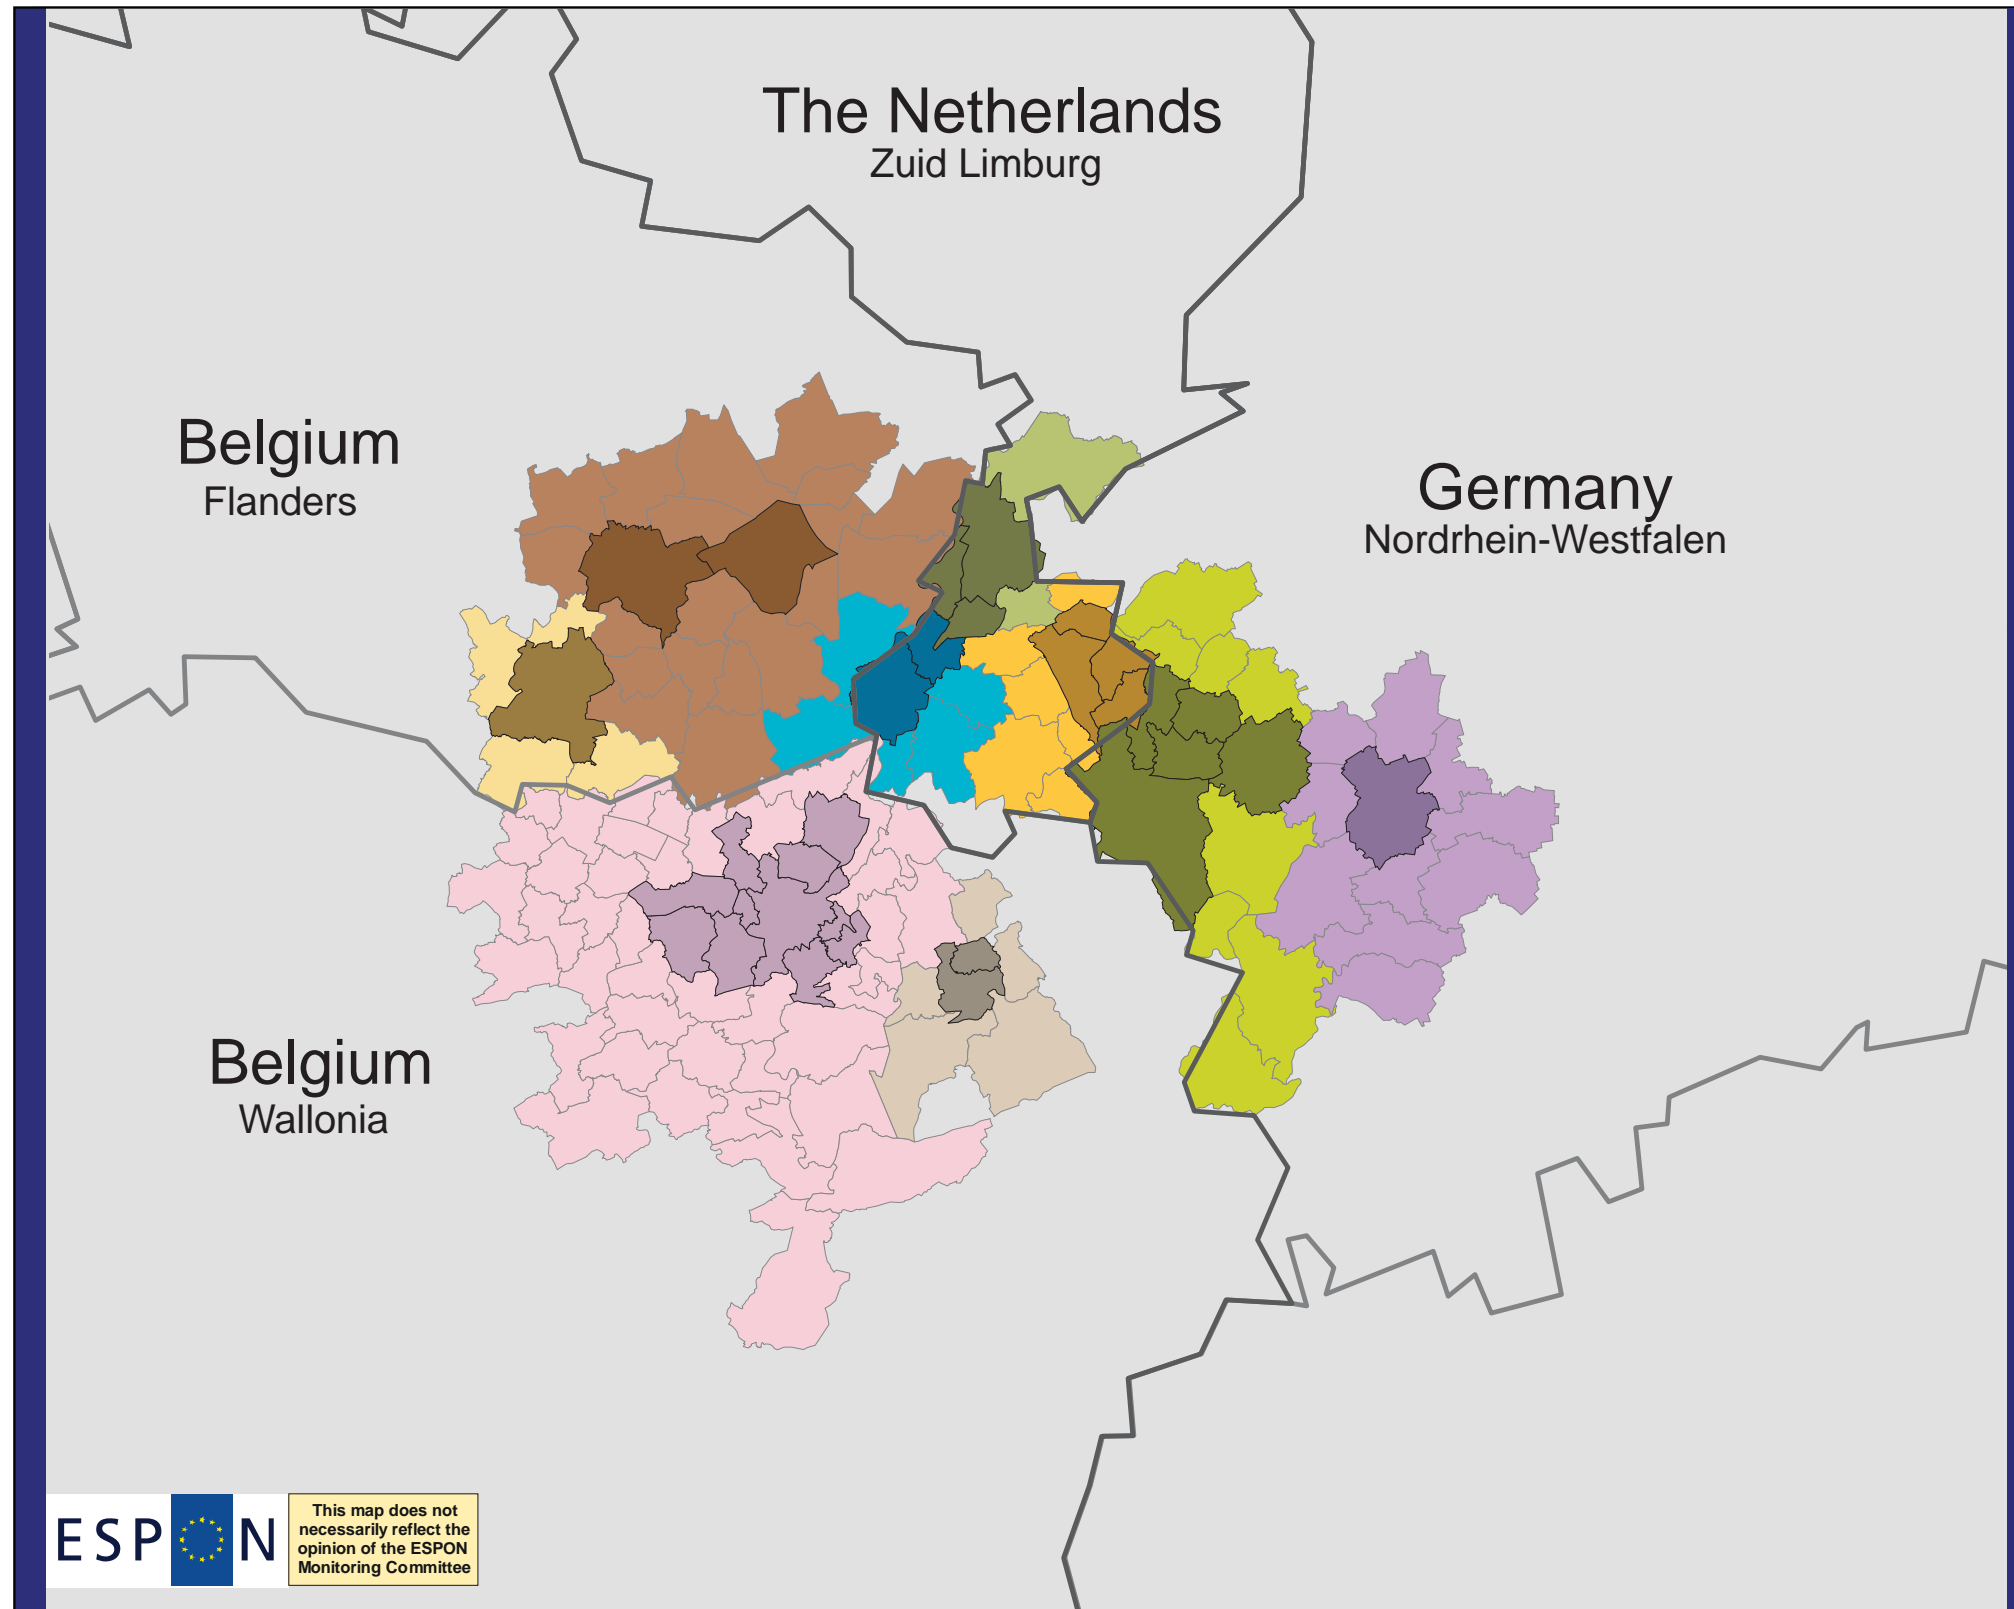 The Netherlands
Zuid Limburg
Belgium
Flanders
Germany
Nordrhein-Westfalen
Belgium
Wallonia
ESP N
This map does not
necessarily reflect the
opinion of the ESPON
Monitoring Committee